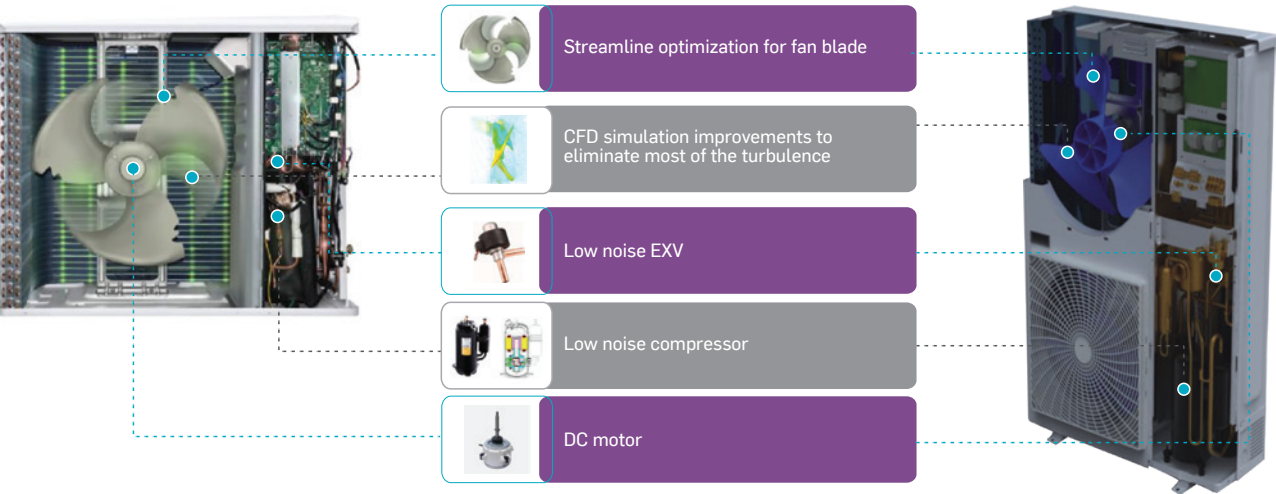 Streamline optimization for fan blade
CFD simulation improvements to
eliminate most of the turbulence
Low noise EXV
Low noise compressor
DC motor